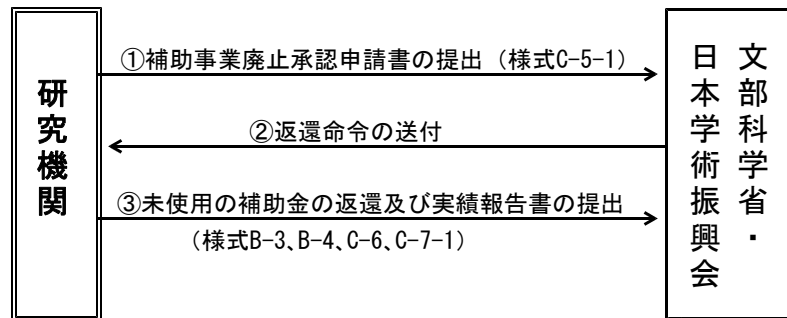 研究機関
①補助事業廃止承認申請書の提出（様式C-5-1）
②返還命令の送付
③未使用の補助金の返還及び実績報告書の提出
（様式B-3、B-4、C-6、C-7-1）
文部科学省・
日本学術振興会